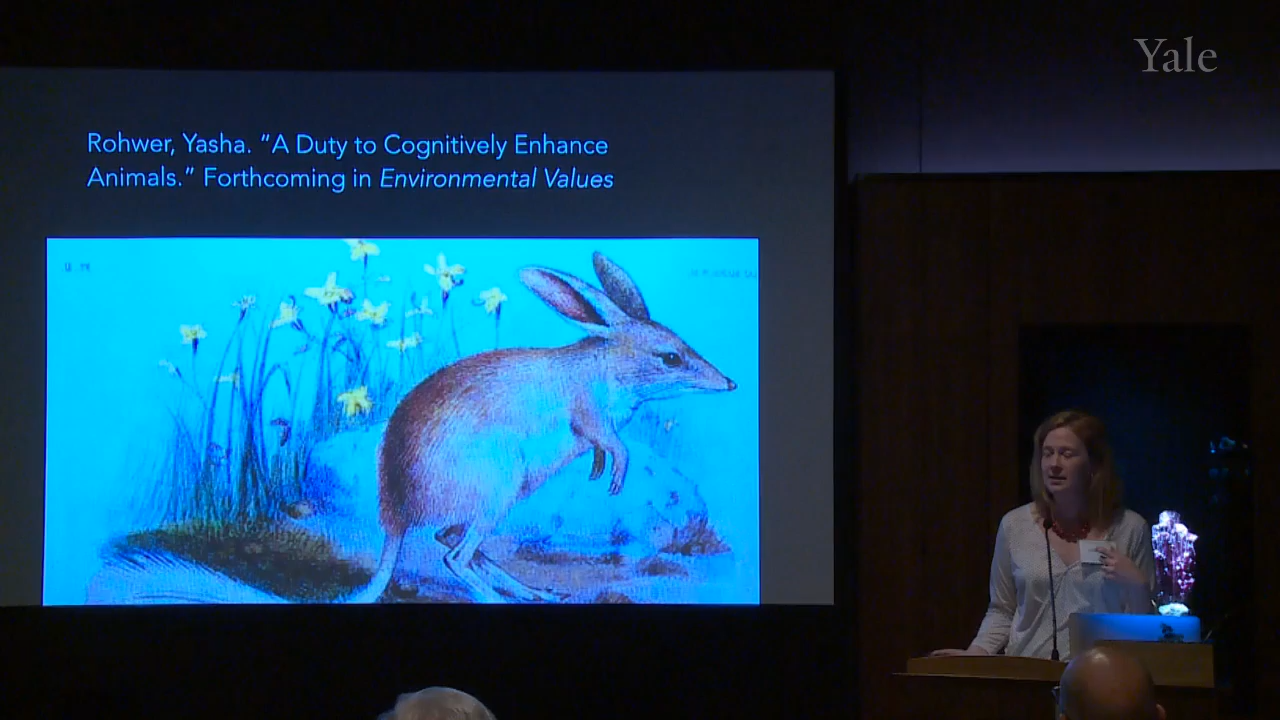 Yale
Rohwer, Yasha. “A Duty to Cognitively Enhance
Animals.” Forthcoming in Environmental Values